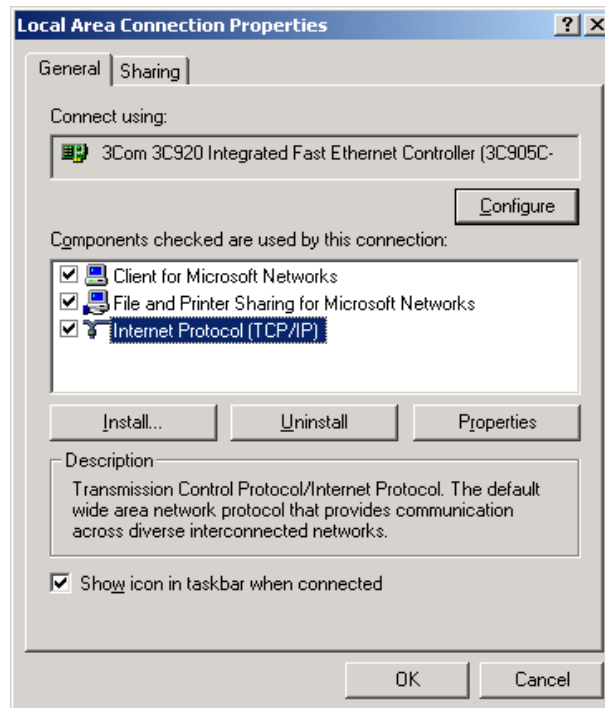 Local Area Connection Properties
General
Sharing
Connect using:
3Com 3C920 Integrated Fast Ethernet Controller (3C905C-
Configure
Components checked are used by this connection:
Client for Microsoft Networks
File and Printer Sharing for Microsoft Networks
Internet Protocol (TCP/IP)
Install...
Uninstall
Properties
Description
Transmission Control Protocol/Internet Protocol. The default
wide area network protocol that provides communication
across diverse interconnected networks.
Show icon in taskbar when connected
OK
Cancel